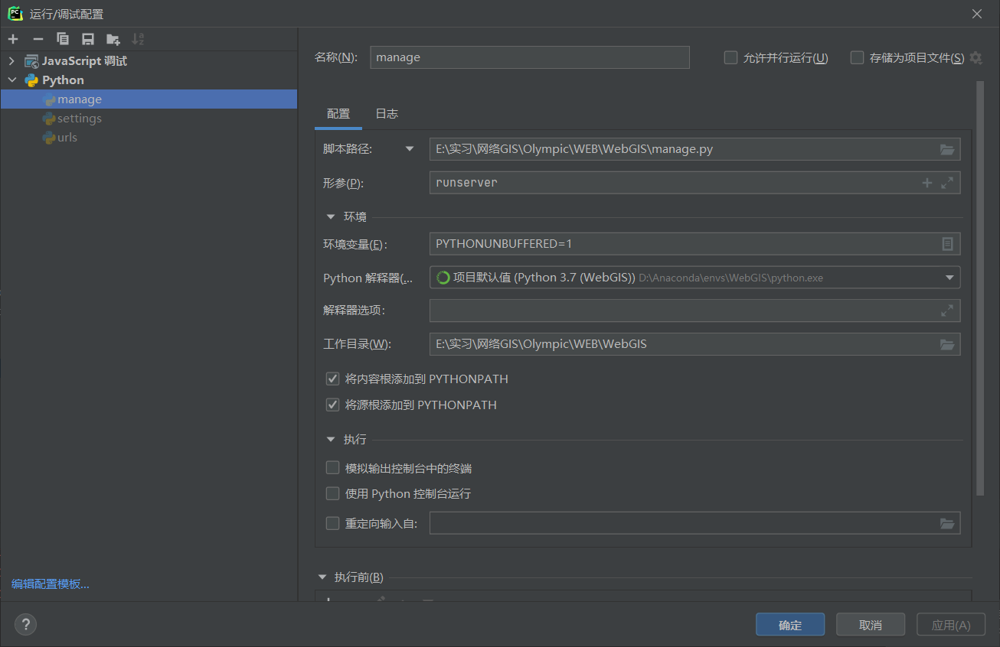 PC 运行/调试配置
JavaScript 调试
Python
manage
settings
urls
编辑配置模板...
名称(N): manage 允许并行运行(U) 存储为项目文件(S)
配置 日志
脚本路径: E:\实习\网络GIS\Olympic\WEB\WebGIS\manage.py
形参(P): runserver
环境
环境变量(E): PYTHONUNBUFFERED=1
Python 解释器(... 项目默认值 (Python 3.7 (WebGIS)) D:\Anaconda\envs\WebGIS\python.exe
解释器选项:
工作目录(W): E:\实习\网络GIS\Olympic\WEB\WebGIS
将内容根添加到 PYTHONPATH
将源根添加到 PYTHONPATH
执行
模拟输出控制台中的终端
使用 Python 控制台运行
重定向输入自:
执行前(B)
? 确定 取消 应用(A)